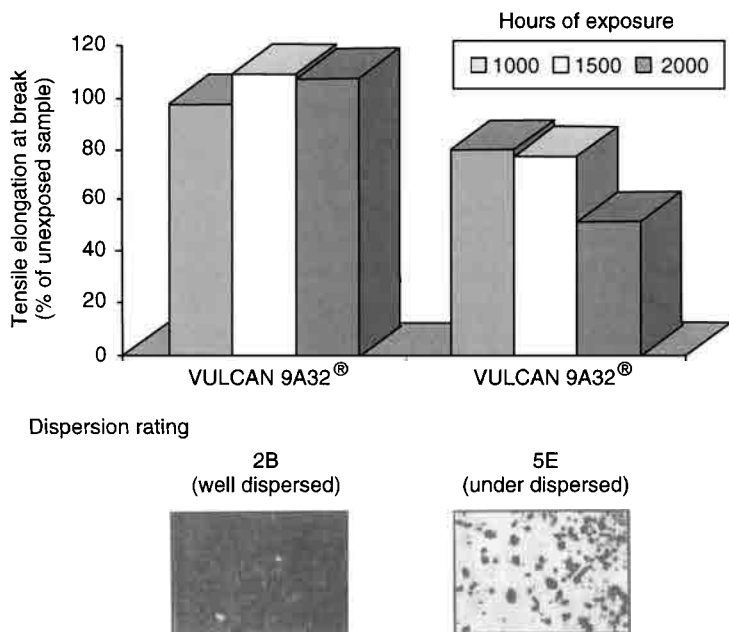 Hours of exposure
1000 1500 2000
Tensile elongation at break
(% of unexposed sample)
120
100
80
60
40
20
0
VULCAN 9A32® VULCAN 9A32®
Dispersion rating
2B 5E
(well dispersed) (under dispersed)